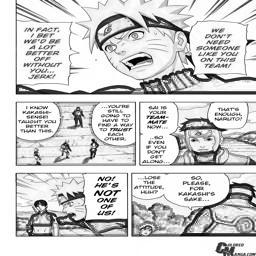 WE
DON'T
NEED
SOMEONE
LIKE YOU
ON THIS
TEAM!
IN FACT,
I BET
WE'D BE
A LOT
BETTER
OFF
WITHOUT
YOU...
JERK!
THAT'S
ENOUGH,
NARUTO!
SAI IS
YOUR
TEAM-
MATE
NOW...
...SO
EVEN IF
YOU
DON'T
GET
ALONG...
...YOU'RE
STILL
GOING
TO HAVE
TO FIND
A WAY
TO TRUST
EACH
OTHER.
I KNOW
KAKASHI-
SENSEI
TAUGHT YOU
BETTER
THAN THIS.
SO,
PLEASE,
FOR
KAKASHI'S
SAKE...
...LOSE
THE
ATTITUDE,
HUH?
NO!
HE'S
NOT
ONE
OF
US!
COLORED
MANGA.COM